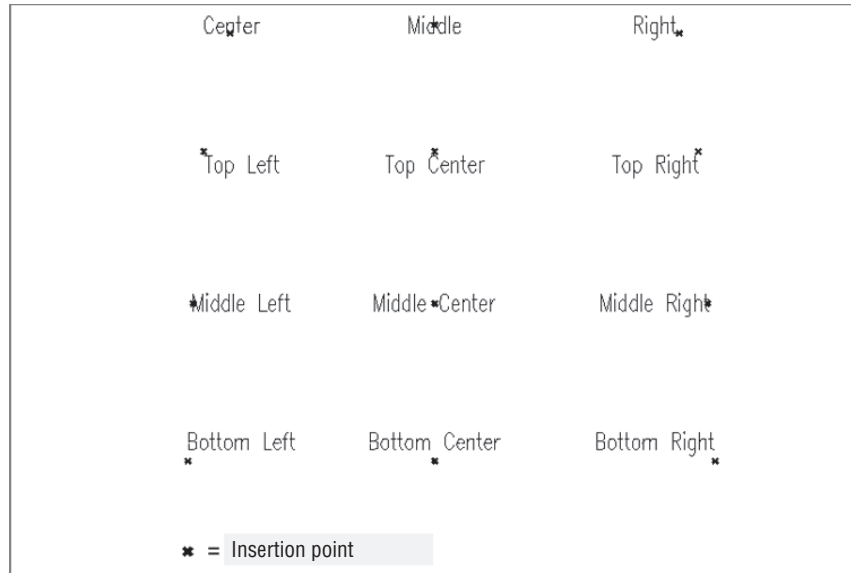 Center Middle Right
Top Left Top Center Top Right
Middle Left Middle Center Middle Right
Bottom Left Bottom Center Bottom Right
= Insertion point